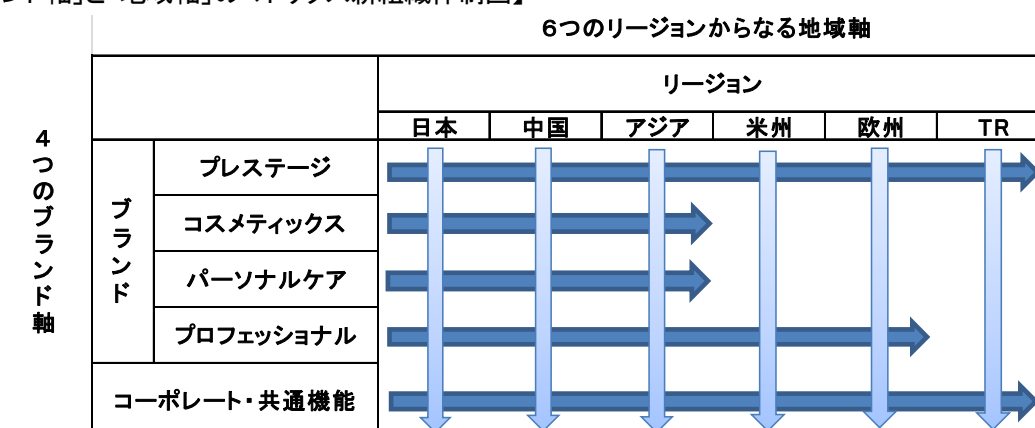 ６つのリージョンからなる地域軸
リージョン
日本 中国 アジア 米州 欧州 TR
４つのブランド軸
ブランド
プレステージ
コスメティックス
パーソナルケア
プロフェッショナル
コーポレート・共通機能